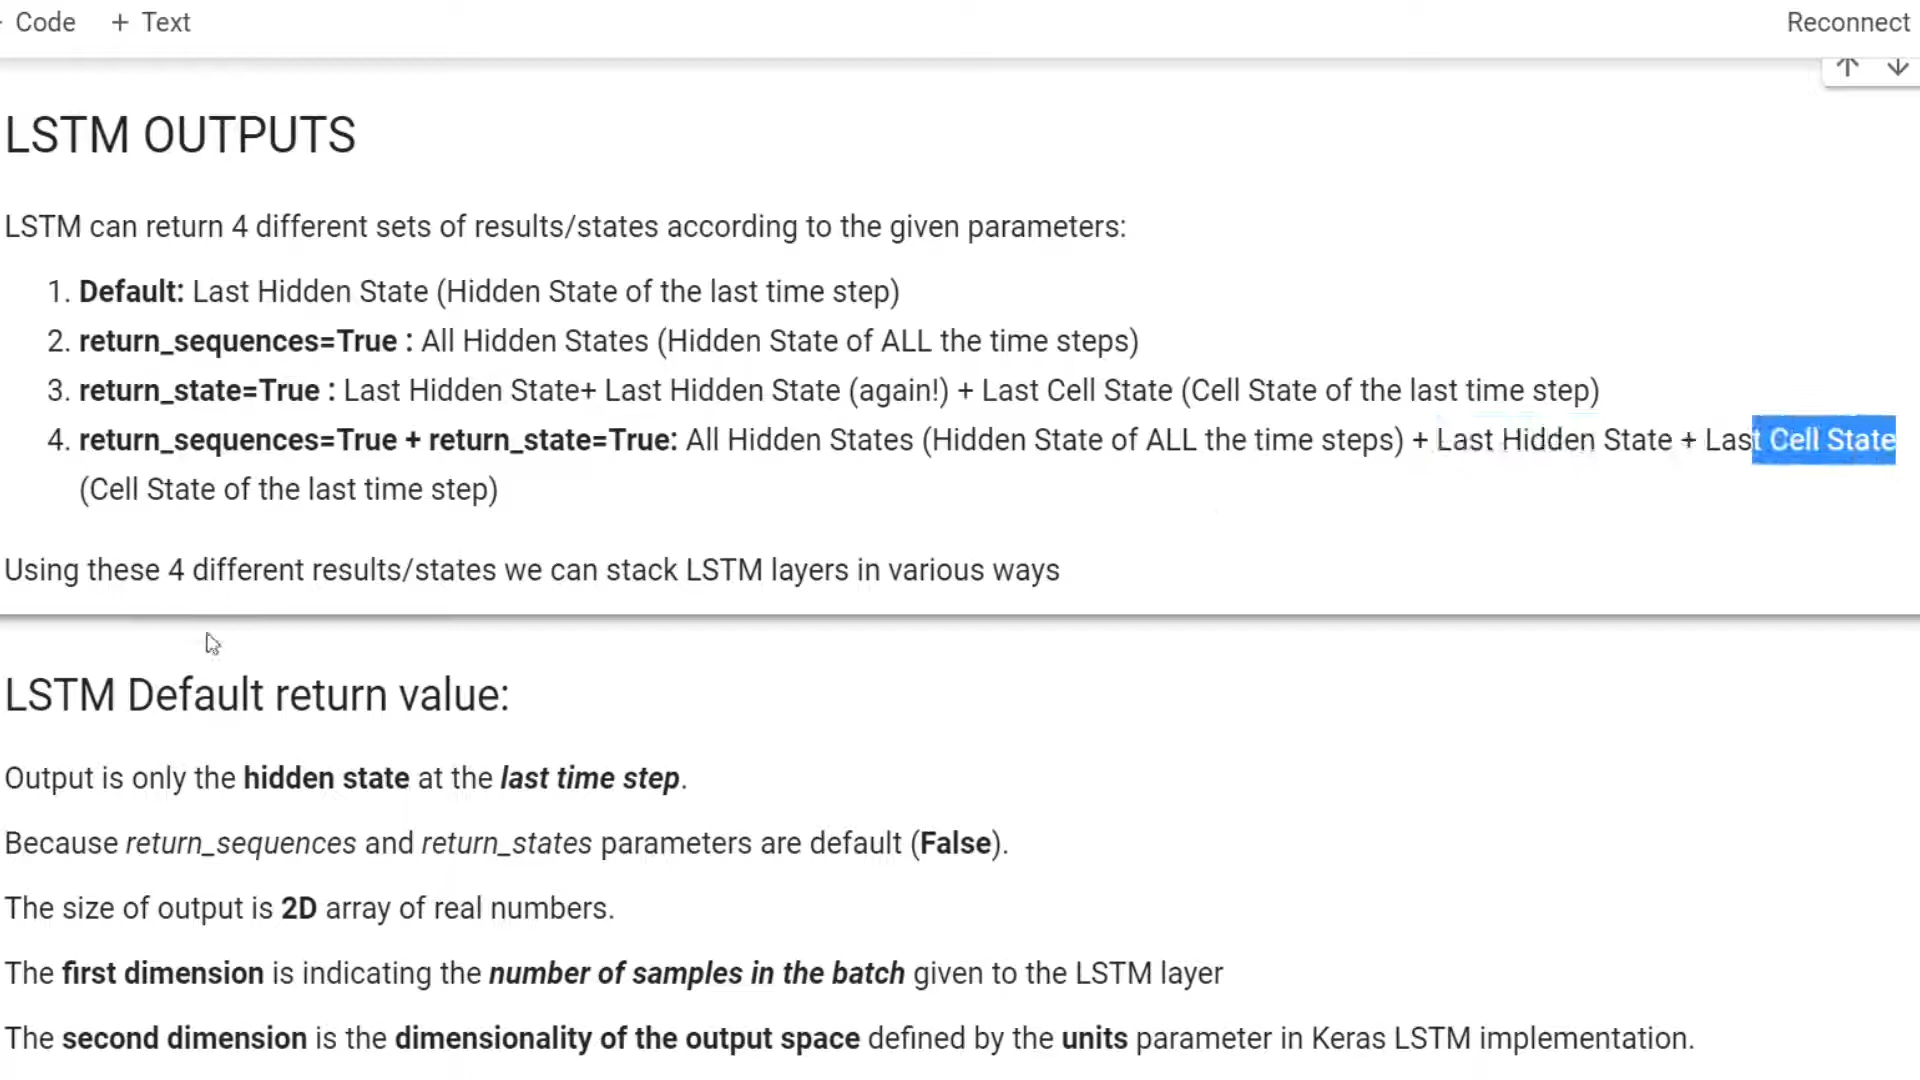 Code + Text Reconnect
LSTM OUTPUTS
LSTM can return 4 different sets of results/states according to the given parameters:
1. Default: Last Hidden State (Hidden State of the last time step)
2. return_sequences=True : All Hidden States (Hidden State of ALL the time steps)
3. return_state=True : Last Hidden State+ Last Hidden State (again!) + Last Cell State (Cell State of the last time step)
4. return_sequences=True + return_state=True: All Hidden States (Hidden State of ALL the time steps) + Last Hidden State + Last Cell State
(Cell State of the last time step)
Using these 4 different results/states we can stack LSTM layers in various ways
LSTM Default return value:
Output is only the hidden state at the last time step.
Because return_sequences and return_states parameters are default (False).
The size of output is 2D array of real numbers.
The first dimension is indicating the number of samples in the batch given to the LSTM layer
The second dimension is the dimensionality of the output space defined by the units parameter in Keras LSTM implementation.